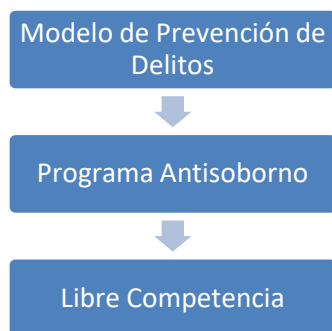 Modelo de Prevención de
Delitos
Programa Antisoborno
Libre Competencia